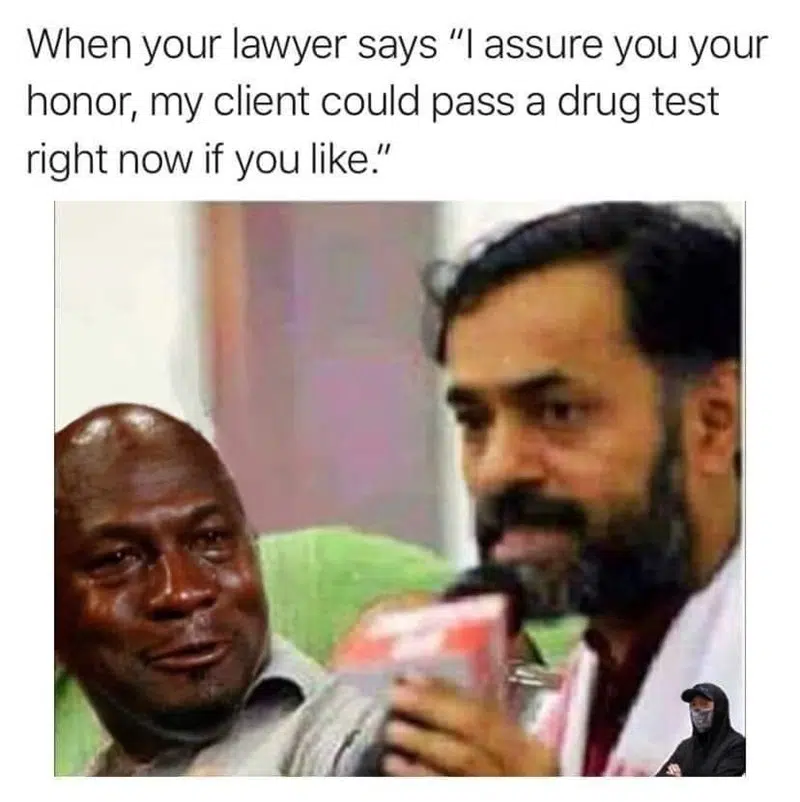 When your lawyer says “I assure you your
honor, my client could pass a drug test
right now if you like.”